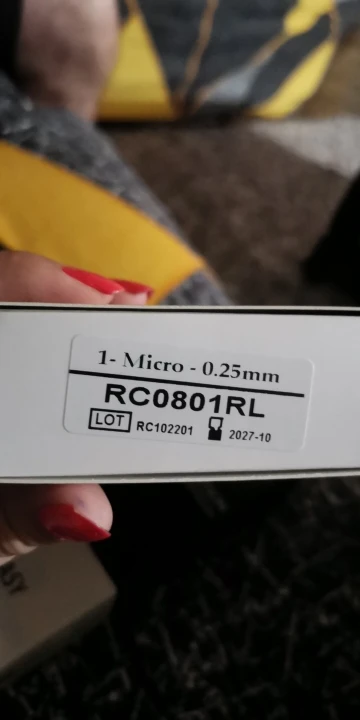 1- Micro - 0.25mm
RC0801RL
LOT RC102201 2027-10